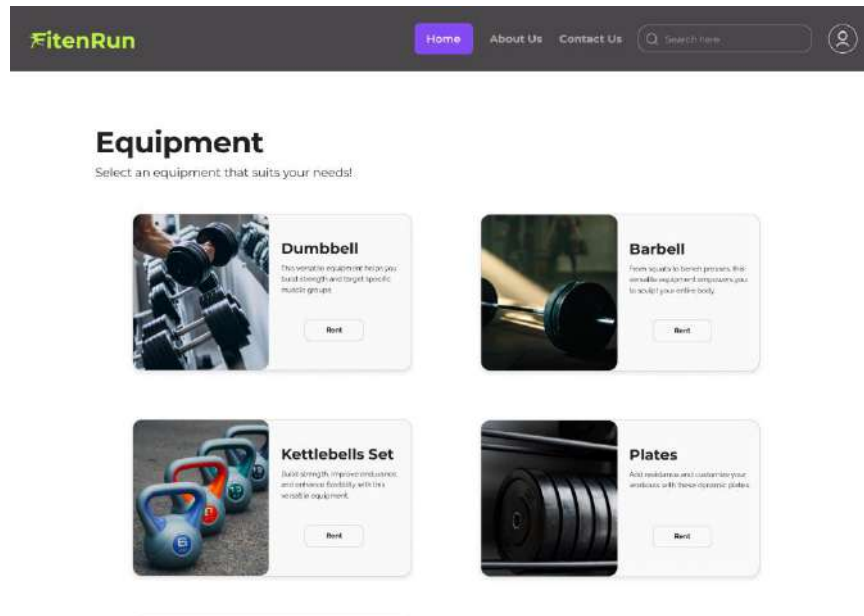 FitenRun
Home About Us Contact Us Search here
Equipment
Select an equipment that suits your needs!
Dumbbell
This versatile equipment helps you
build strength and target specific
muscle groups.
Rent
Barbell
From squats to bench presses, this
versatile equipment empowers you
to sculpt your entire body.
Rent
Kettlebells Set
Build strength, improve endurance,
and enhance flexibility with this
versatile equipment.
Rent
Plates
Add resistance and customize your
workouts with these dynamic plates.
Rent